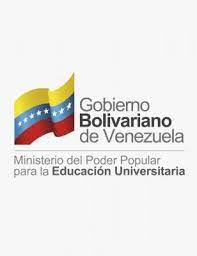 Gobierno
Bolivariano
de Venezuela
Ministerio del Poder Popular
para la Educación Universitaria